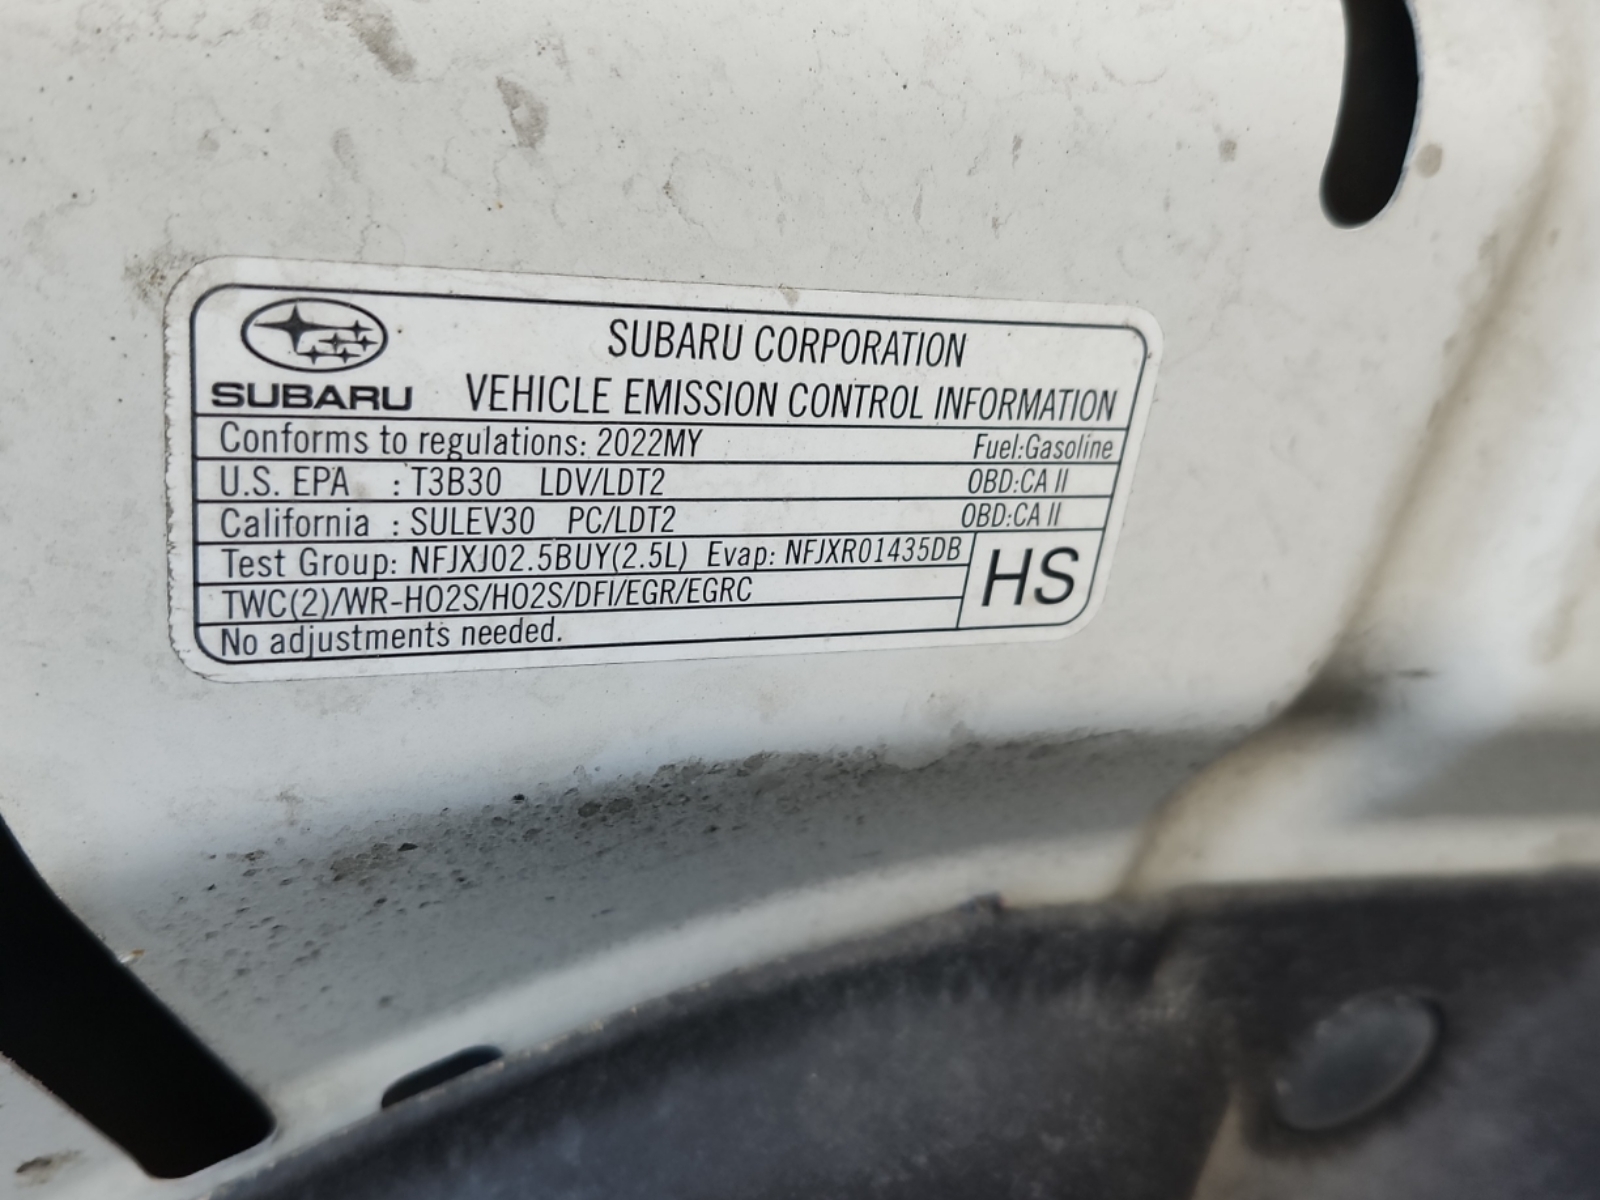 SUBARU
SUBARU CORPORATION
VEHICLE EMISSION CONTROL INFORMATION
Conforms to regulations: 2022MY Fuel:Gasoline
U.S. EPA : T3B30 LDV/LDT2 OBD:CA II
California : SULEV30 PC/LDT2 OBD:CA II
Test Group: NFJXJ02.5BUY(2.5L) Evap: NFJXR01435DB
HS
TWC(2)/WR-HO2S/HO2S/DFI/EGR/EGRC
No adjustments needed.